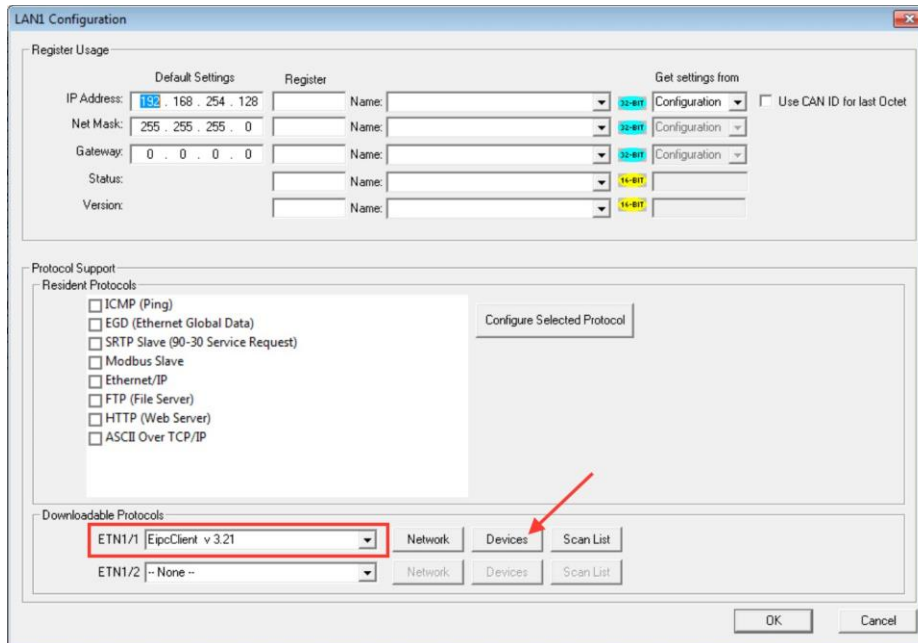 LAN1 Configuration
Register Usage
Default Settings Register Get settings from
IP Address: 192 . 168 . 254 . 128 Name: 32-BIT Configuration Use CAN ID for last Octet
Net Mask: 255 . 255 . 255 . 0 Name: 32-BIT Configuration
Gateway: 0 . 0 . 0 . 0 Name: 32-BIT Configuration
Status: Name: 16-BIT
Version: Name: 16-BIT
Protocol Support
Resident Protocols
ICMP (Ping)
EGD (Ethernet Global Data)
SRTP Slave (90-30 Service Request)
Modbus Slave
Ethernet/IP
FTP (File Server)
HTTP (Web Server)
ASCII Over TCP/IP
Configure Selected Protocol
Downloadable Protocols
ETN1/1 EipcClient v 3.21 Network Devices Scan List
ETN1/2 -- None -- Network Devices Scan List
OK Cancel